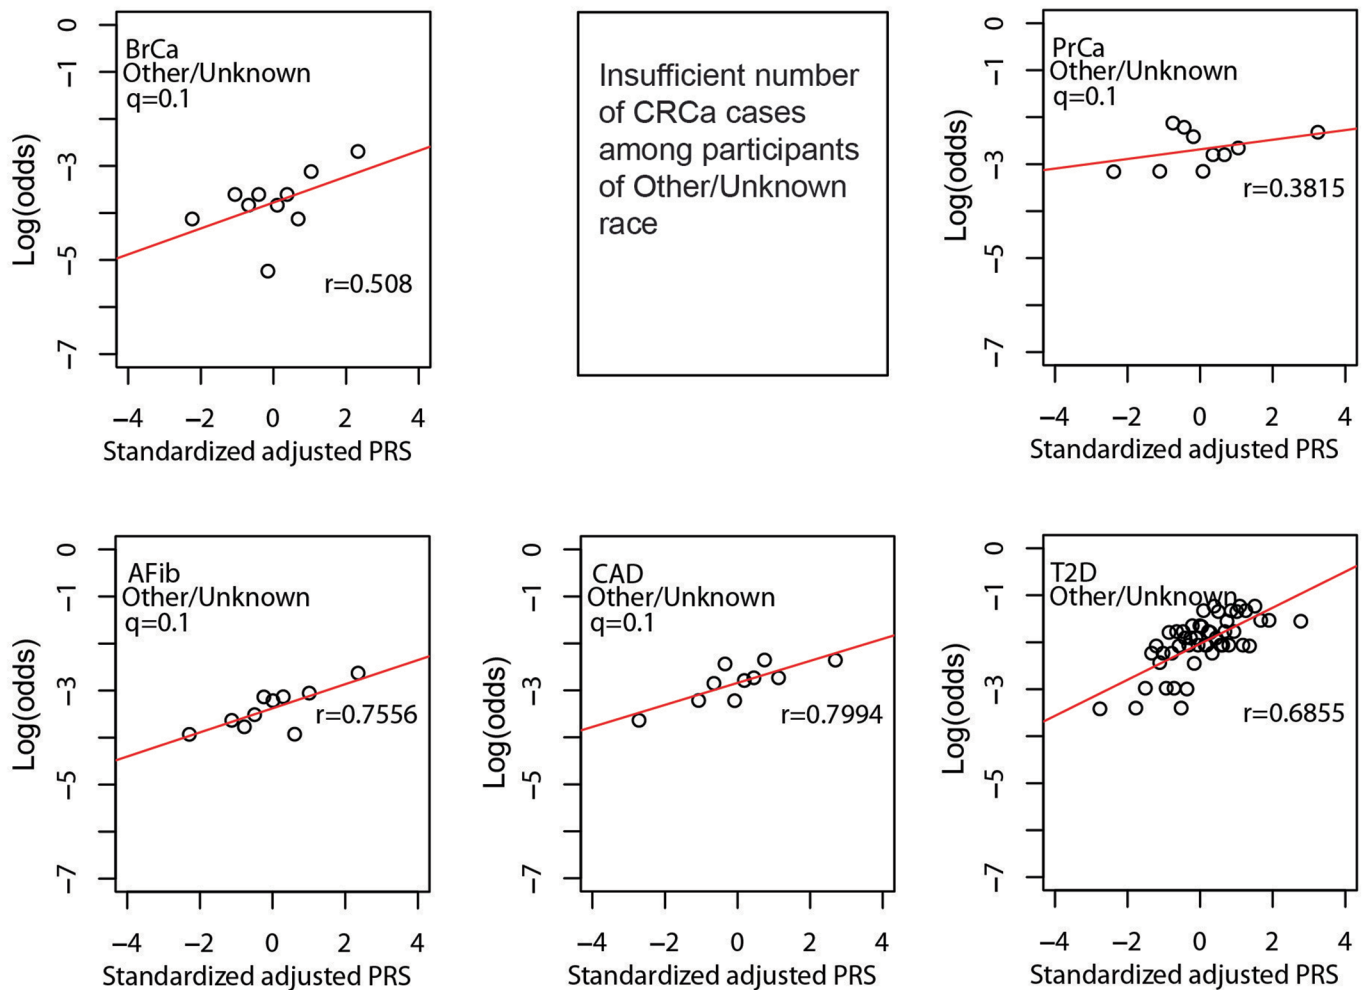 BrCa
Other/Unknown
q=0.1
r=0.508
Log(odds)
0
−1
−3
−5
−7
−4 −2 0 2 4
Standardized adjusted PRS
Insufficient number
of CRCa cases
among participants
of Other/Unknown
race
PrCa
Other/Unknown
q=0.1
r=0.3815
Log(odds)
0
−1
−3
−5
−7
−4 −2 0 2 4
Standardized adjusted PRS
AFib
Other/Unknown
q=0.1
r=0.7556
Log(odds)
0
−1
−3
−5
−7
−4 −2 0 2 4
Standardized adjusted PRS
CAD
Other/Unknown
q=0.1
r=0.7994
Log(odds)
0
−1
−3
−5
−7
−4 −2 0 2 4
Standardized adjusted PRS
T2D
Other/Unknown
r=0.6855
Log(odds)
0
−1
−3
−5
−7
−4 −2 0 2 4
Standardized adjusted PRS